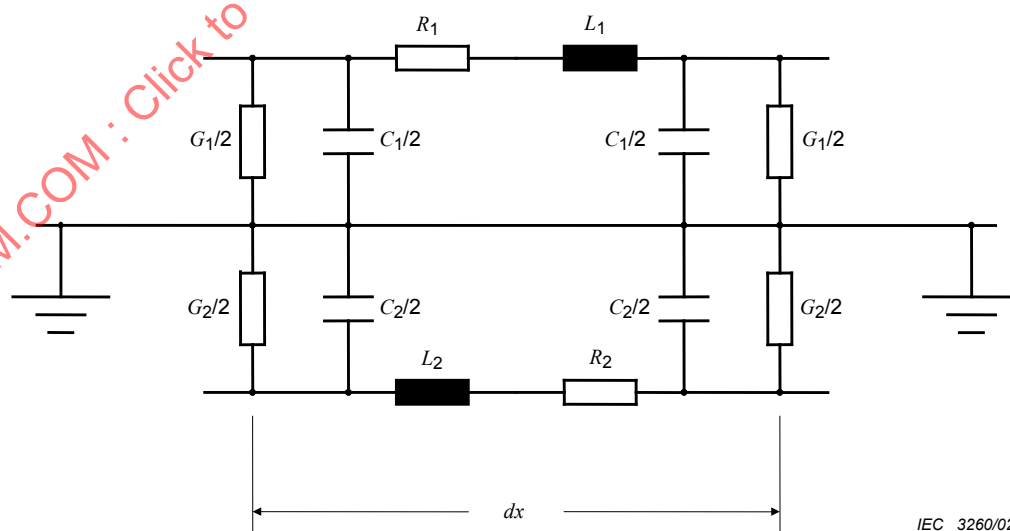 R1 L1
M.COM : Click to
G1/2 C1/2 C1/2 G1/2
G2/2 C2/2 C2/2 G2/2
L2 R2
dx
IEC 3260/02